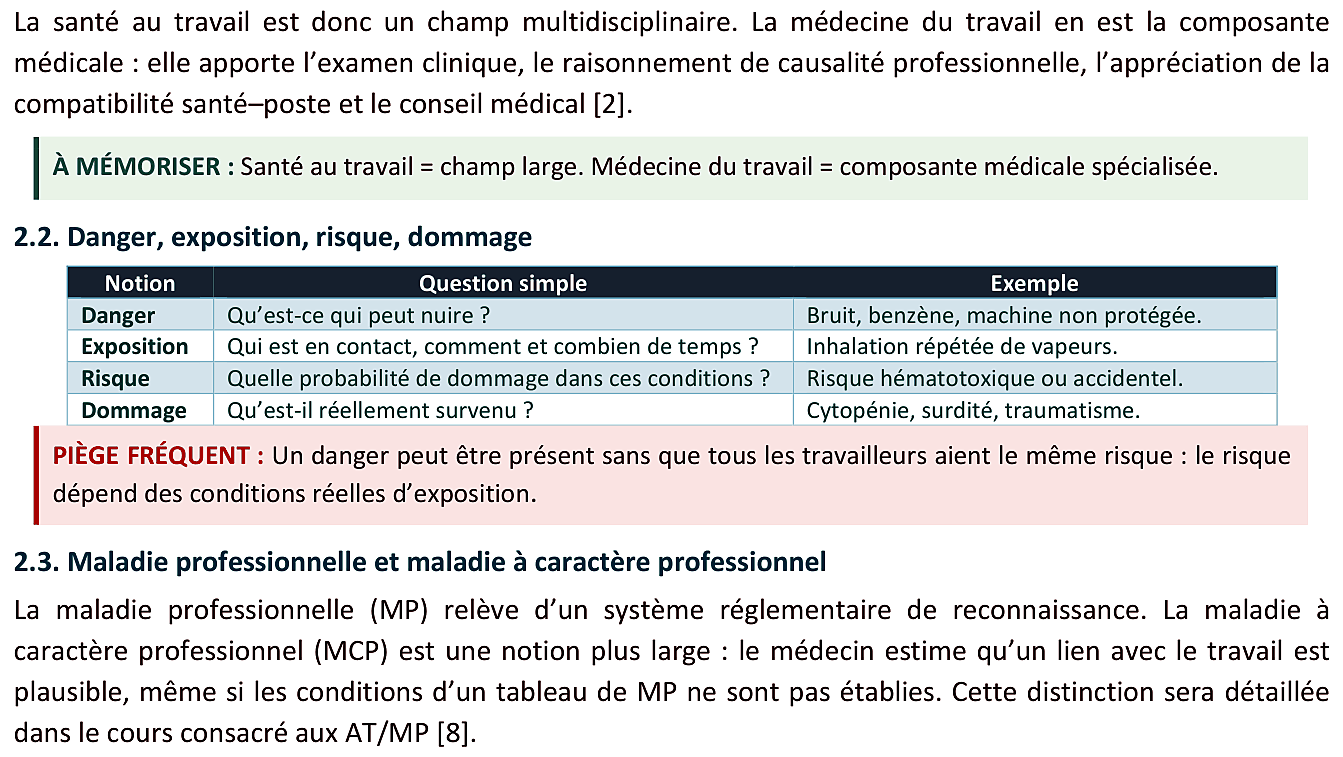 La santé au travail est donc un champ multidisciplinaire. La médecine du travail en est la composante
médicale : elle apporte l’examen clinique, le raisonnement de causalité professionnelle, l’appréciation de la
compatibilité santé–poste et le conseil médical [2].
À MÉMORISER : Santé au travail = champ large. Médecine du travail = composante médicale spécialisée.
2.2. Danger, exposition, risque, dommage
Notion Question simple Exemple
Danger Qu’est-ce qui peut nuire ? Bruit, benzène, machine non protégée.
Exposition Qui est en contact, comment et combien de temps ? Inhalation répétée de vapeurs.
Risque Quelle probabilité de dommage dans ces conditions ? Risque hématotoxique ou accidentel.
Dommage Qu’est-il réellement survenu ? Cytopénie, surdité, traumatisme.
PIÈGE FRÉQUENT : Un danger peut être présent sans que tous les travailleurs aient le même risque : le risque
dépend des conditions réelles d’exposition.
2.3. Maladie professionnelle et maladie à caractère professionnel
La maladie professionnelle (MP) relève d’un système réglementaire de reconnaissance. La maladie à
caractère professionnel (MCP) est une notion plus large : le médecin estime qu’un lien avec le travail est
plausible, même si les conditions d’un tableau de MP ne sont pas établies. Cette distinction sera détaillée
dans le cours consacré aux AT/MP [8].